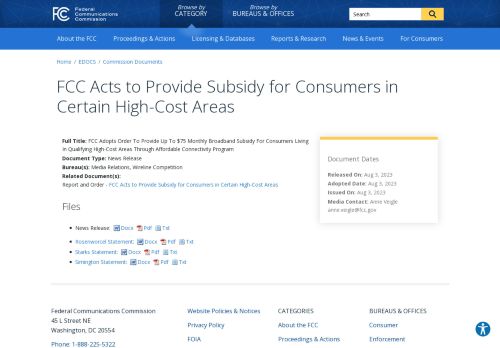 FCC Federal Communications Commission
Browse by CATEGORY
Browse by BUREAUS & OFFICES
Search
About the FCC Proceedings & Actions Licensing & Databases Reports & Research News & Events For Consumers
Home / EDOCS / Commission Documents
FCC Acts to Provide Subsidy for Consumers in
Certain High-Cost Areas
Full Title: FCC Adopts Order To Provide Up To $75 Monthly Broadband Subsidy For Consumers Living
In Qualifying High-Cost Areas Through Affordable Connectivity Program
Document Type: News Release
Bureau(s): Media Relations, Wireline Competition
Related Document(s):
Report and Order - FCC Acts to Provide Subsidy for Consumers in Certain High-Cost Areas
Document Dates
Released On: Aug 3, 2023
Adopted Date: Aug 3, 2023
Issued On: Aug 3, 2023
Media Contact: Anne Veigle
anne.veigle@fcc.gov
Files
News Release: Docx Pdf Txt
Rosenworcel Statement: Docx Pdf Txt
Starks Statement: Docx Pdf Txt
Simington Statement: Docx Pdf Txt
Federal Communications Commission
45 L Street NE
Washington, DC 20554
Phone: 1-888-225-5322
Website Policies & Notices
Privacy Policy
FOIA
CATEGORIES
About the FCC
Proceedings & Actions
BUREAUS & OFFICES
Consumer
Enforcement